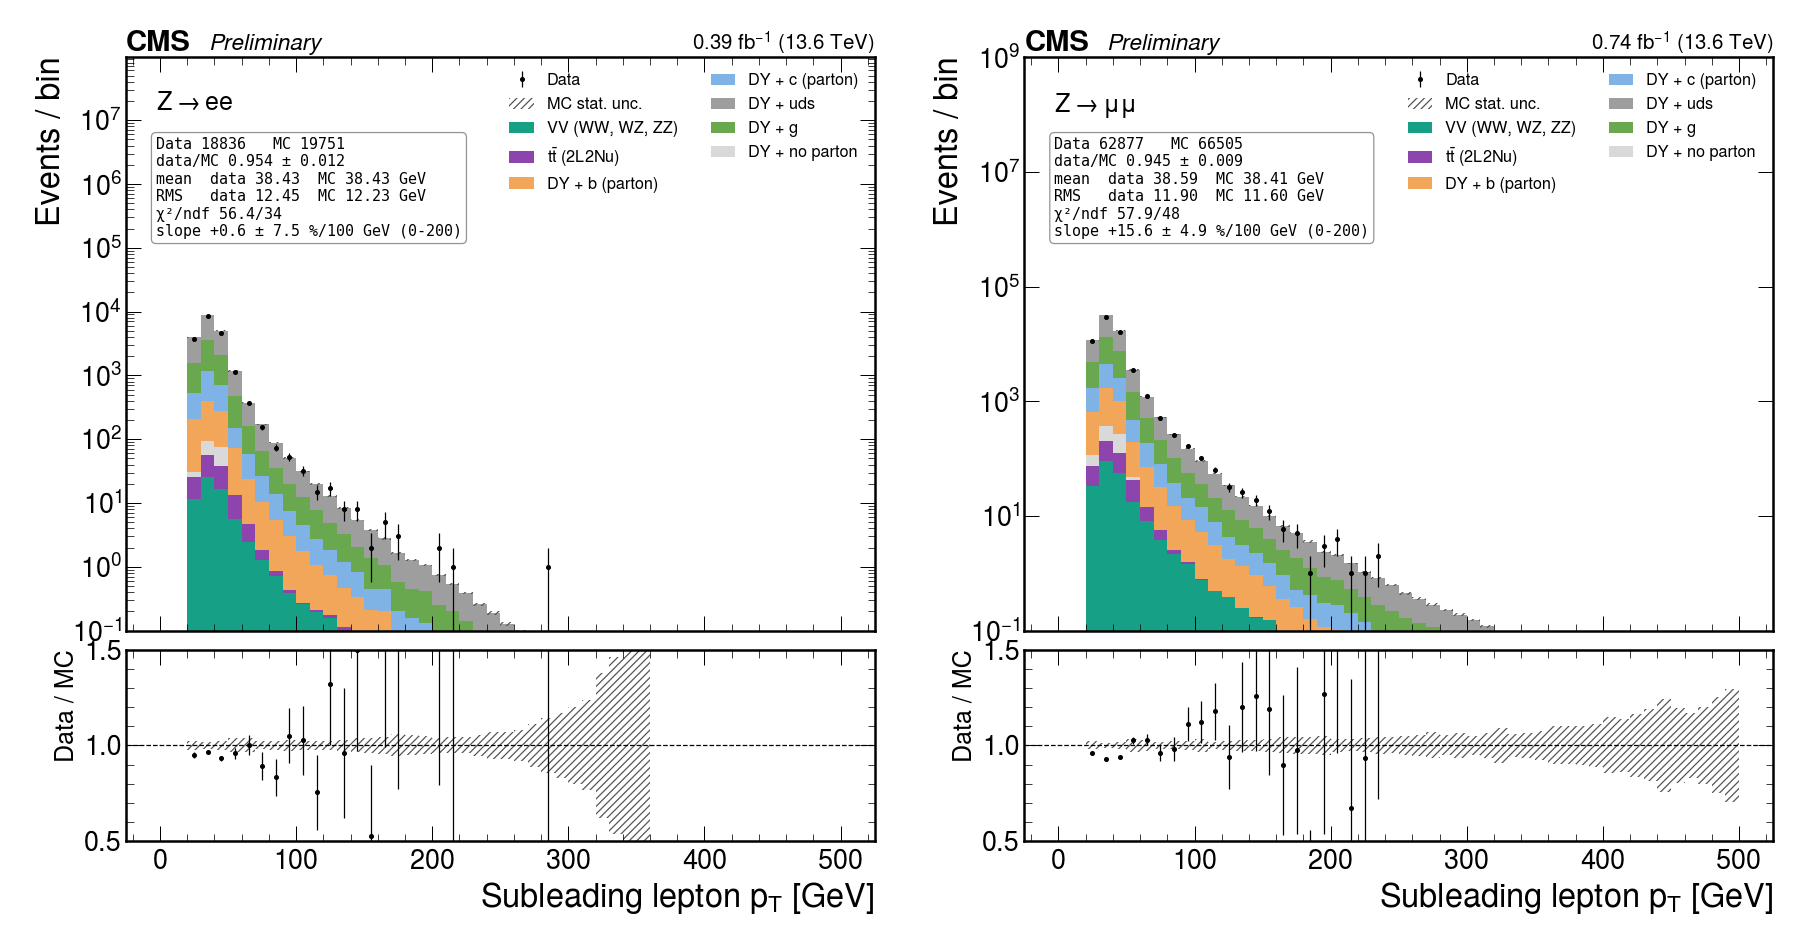 CMS Preliminary 0.39 fb⁻¹ (13.6 TeV)
Events / bin
Z → ee
Data 18836   MC 19751
data/MC 0.954 ± 0.012
mean  data 38.43  MC 38.43 GeV
RMS   data 12.45  MC 12.23 GeV
χ²/ndf 56.4/34
slope +0.6 ± 7.5 %/100 GeV (0-200)
Data
MC stat. unc.
VV (WW, WZ, ZZ)
tt̄ (2L2Nu)
DY + b (parton)
DY + c (parton)
DY + uds
DY + g
DY + no parton
10⁷
10⁶
10⁵
10⁴
10³
10²
10¹
10⁰
10⁻¹
Data / MC
1.5
1.0
0.5
0 100 200 300 400 500
Subleading lepton p_T [GeV]
CMS Preliminary 0.74 fb⁻¹ (13.6 TeV)
Events / bin
Z → μμ
Data 62877   MC 66505
data/MC 0.945 ± 0.009
mean  data 38.59  MC 38.41 GeV
RMS   data 11.90  MC 11.60 GeV
χ²/ndf 57.9/48
slope +15.6 ± 4.9 %/100 GeV (0-200)
Data
MC stat. unc.
VV (WW, WZ, ZZ)
tt̄ (2L2Nu)
DY + b (parton)
DY + c (parton)
DY + uds
DY + g
DY + no parton
10⁹
10⁷
10⁵
10³
10¹
10⁻¹
Data / MC
1.5
1.0
0.5
0 100 200 300 400 500
Subleading lepton p_T [GeV]